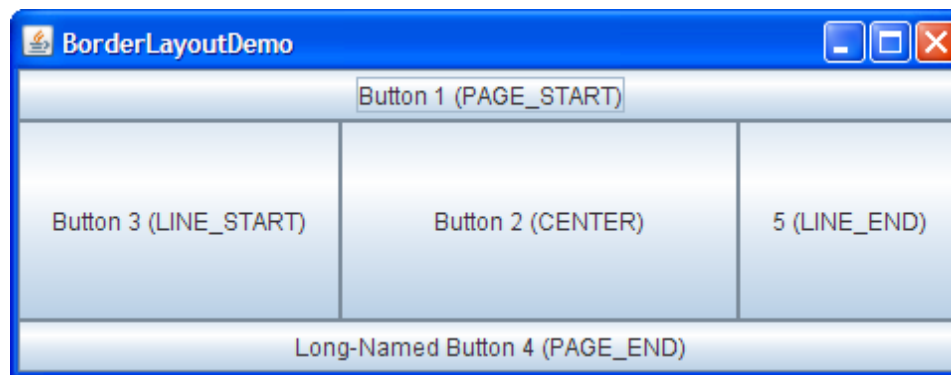 BorderLayoutDemo
Button 1 (PAGE_START)
Button 3 (LINE_START) Button 2 (CENTER) 5 (LINE_END)
Long-Named Button 4 (PAGE_END)